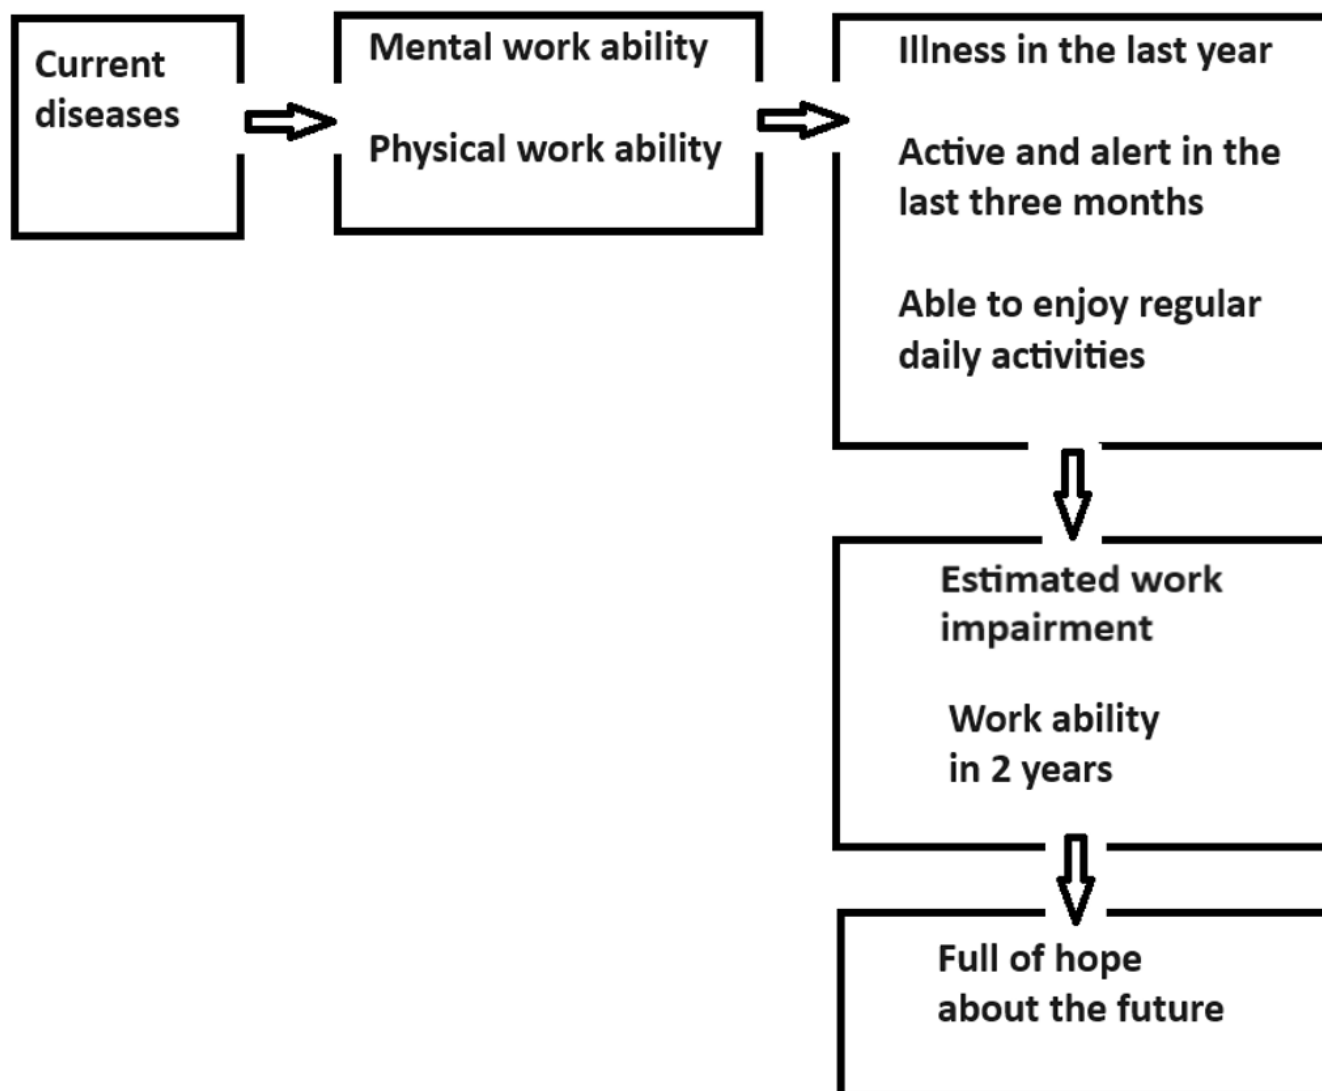 Current
diseases
Mental work ability
Physical work ability
Illness in the last year
Active and alert in the
last three months
Able to enjoy regular
daily activities
Estimated work
impairment
Work ability
in 2 years
Full of hope
about the future